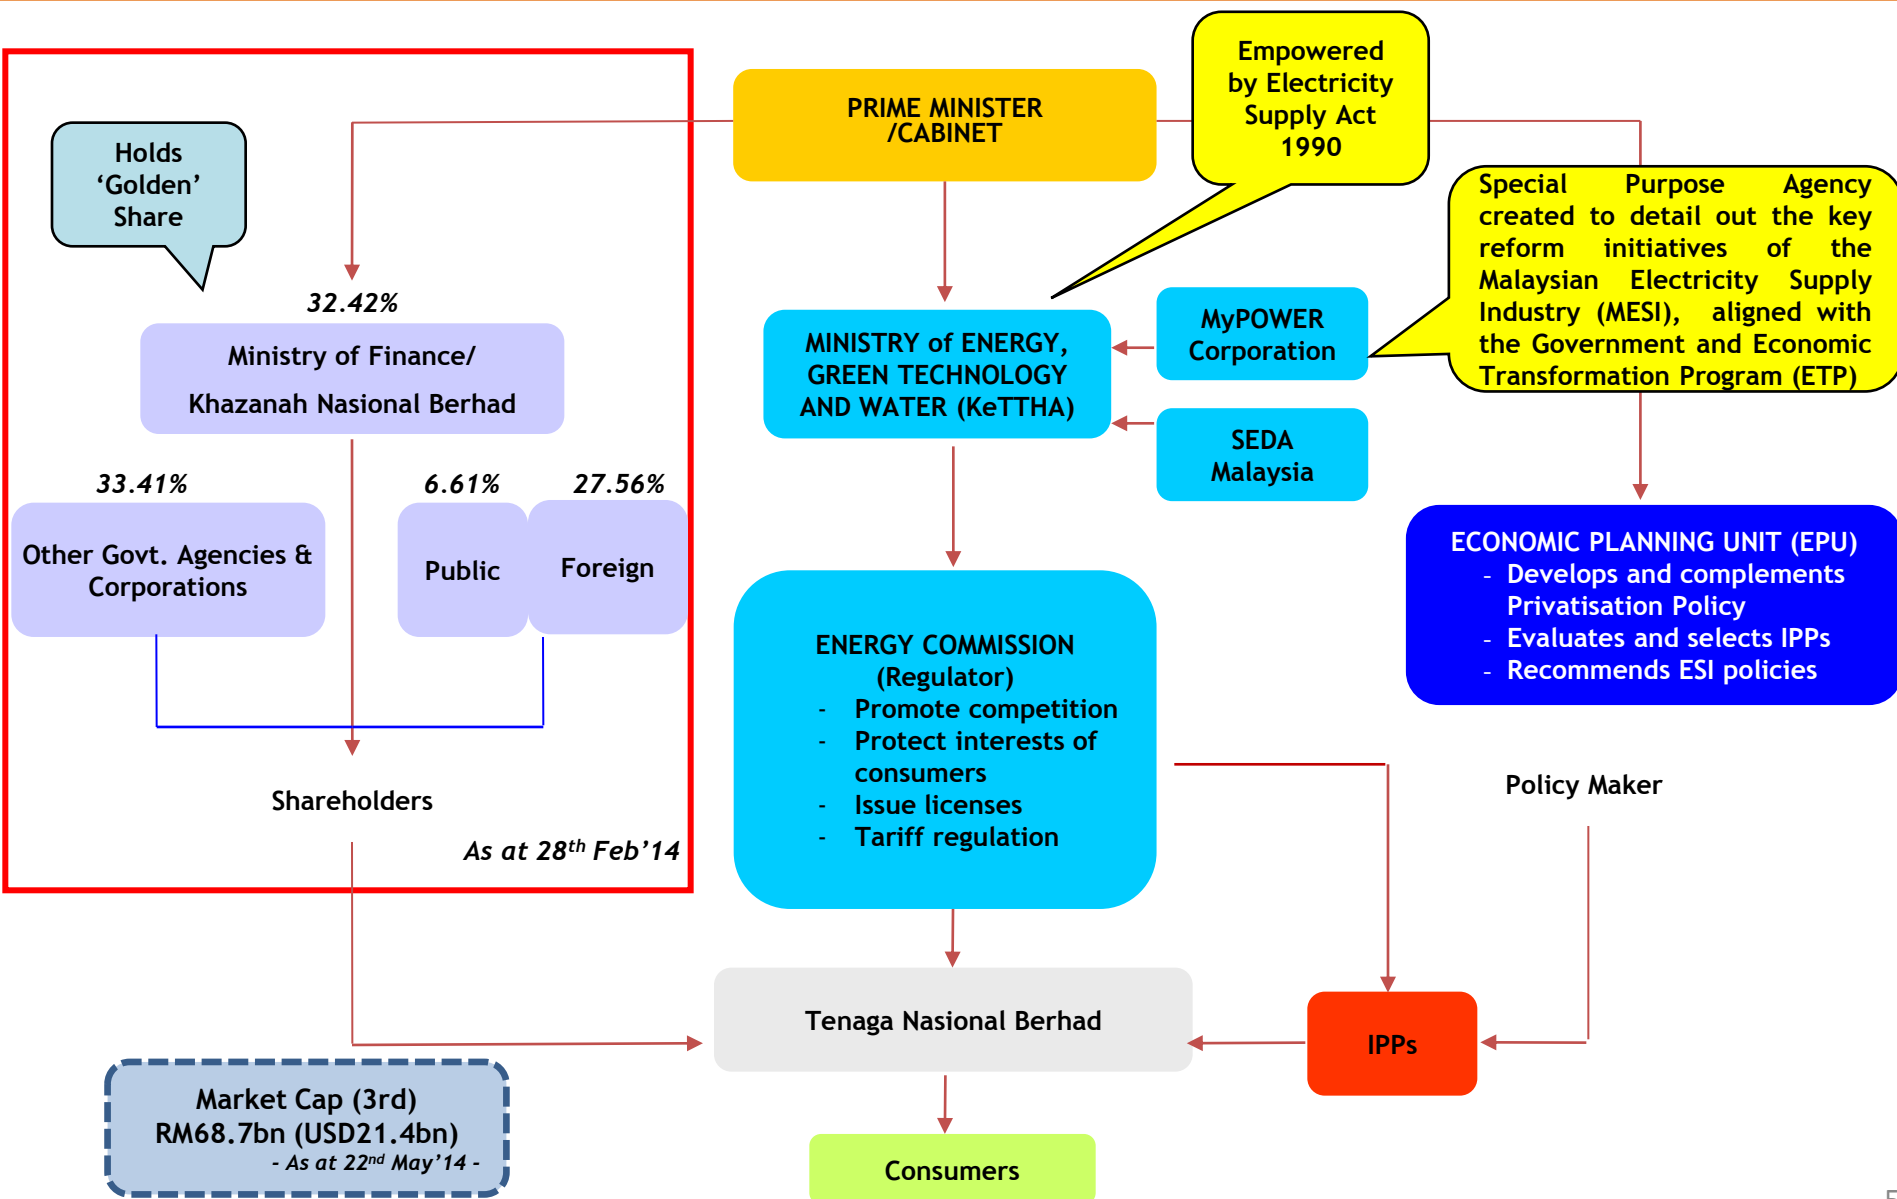 Empowered
by Electricity
Supply Act
1990
PRIME MINISTER
/CABINET
Holds
‘Golden’
Share
Special Purpose Agency
created to detail out the key
reform initiatives of the
Malaysian Electricity Supply
Industry (MESI), aligned with
the Government and Economic
Transformation Program (ETP)
32.42%
Ministry of Finance/
Khazanah Nasional Berhad
MINISTRY of ENERGY,
GREEN TECHNOLOGY
AND WATER (KeTTHA)
MyPOWER
Corporation
SEDA
Malaysia
33.41%
6.61%
27.56%
Other Govt. Agencies &
Corporations
Public
Foreign
ECONOMIC PLANNING UNIT (EPU)
- Develops and complements
Privatisation Policy
- Evaluates and selects IPPs
- Recommends ESI policies
ENERGY COMMISSION
(Regulator)
- Promote competition
- Protect interests of
consumers
- Issue licenses
- Tariff regulation
Shareholders
As at 28th Feb’14
Policy Maker
Tenaga Nasional Berhad
IPPs
Market Cap (3rd)
RM68.7bn (USD21.4bn)
- As at 22nd May’14 -
Consumers